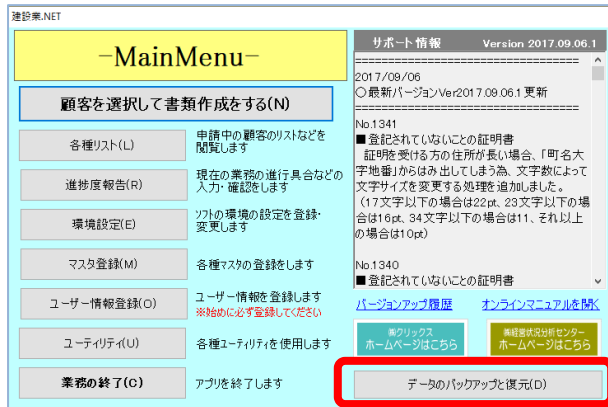 建設業.NET
-MainMenu-
顧客を選択して書類作成をする(N)
各種リスト(L)
申請中の顧客のリストなどを
閲覧します
進捗度報告(R)
現在の業務の進行具合などの
入力・確認をします
環境設定(E)
ソフトの環境の設定を登録・
変更します
マスタ登録(M)
各種マスタの登録をします
ユーザー情報登録(O)
ユーザー情報を登録します
※始めに必ず登録してください
ユーティリティ(U)
各種ユーティリティを使用します
業務の終了(C)
アプリを終了します
サポート情報 Version 2017.09.06.1
==================================
2017/09/06
○最新バージョンVer2017.09.06.1 更新
==================================
No.1341
■登記されていないことの証明書
証明を受ける方の住所が長い場合、「町名大
字地番」からはみ出してしまう為、文字数によって
文字サイズを変更する処理を追加しました。
(17文字以下の場合は22pt、23文字以下の場
合は16pt、34文字以下の場合は11、それ以上
の場合は10pt)
No.1340
■登記されていないことの証明書
バージョンアップ履歴 オンラインマニュアルを開く
㈱クリックス
ホームページはこちら
㈱経営状況分析センター
ホームページはこちら
データのバックアップと復元(D)